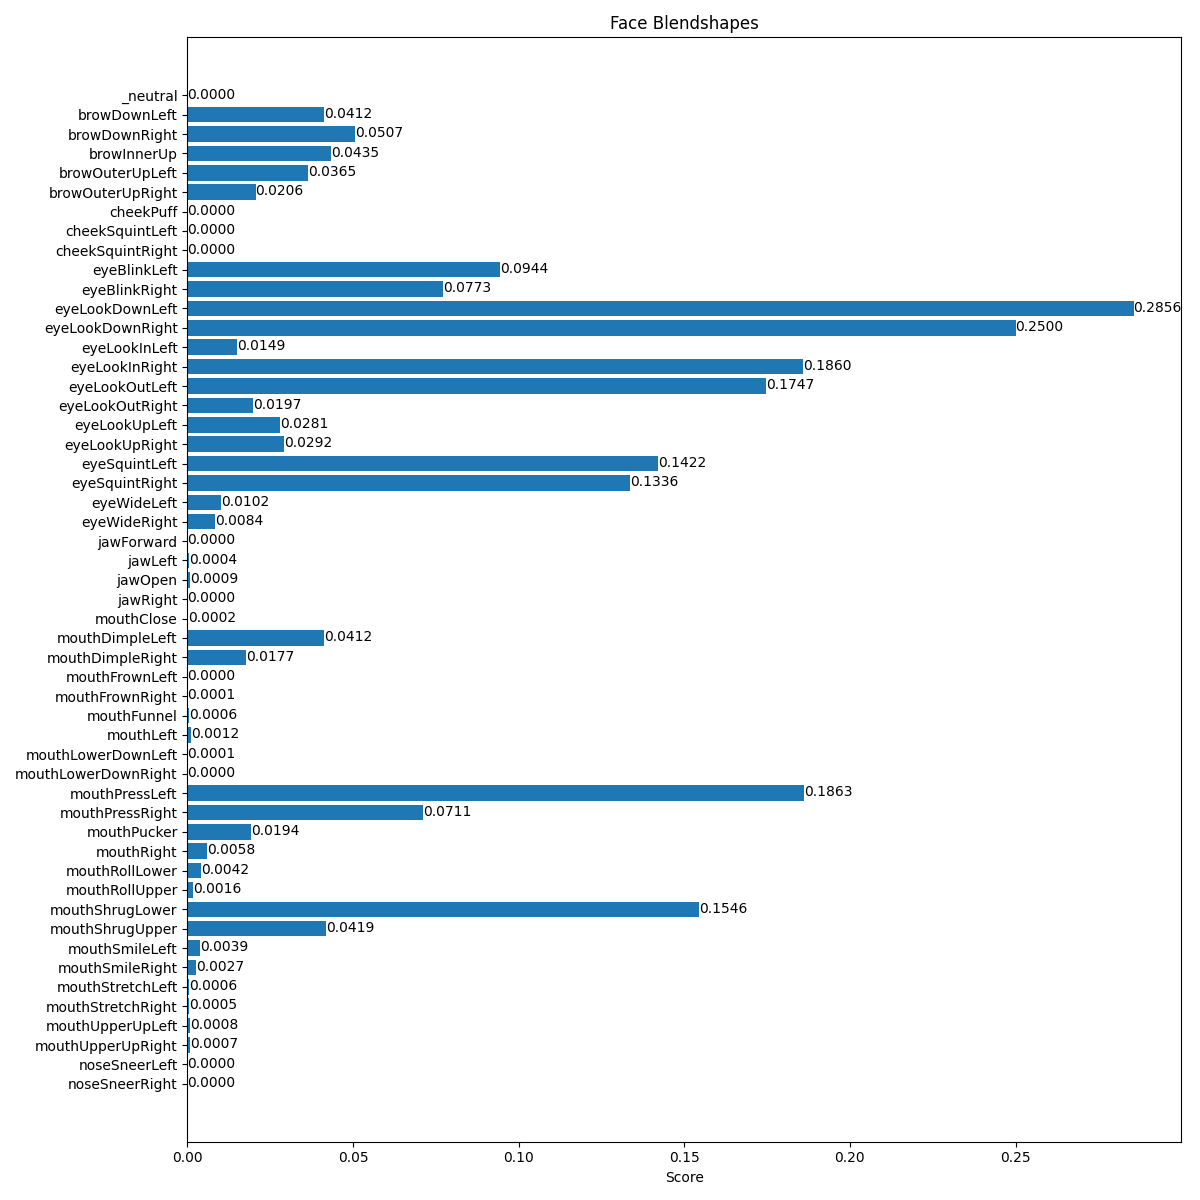 Face Blendshapes
_neutral 0.0000
browDownLeft 0.0412
browDownRight 0.0507
browInnerUp 0.0435
browOuterUpLeft 0.0365
browOuterUpRight 0.0206
cheekPuff 0.0000
cheekSquintLeft 0.0000
cheekSquintRight 0.0000
eyeBlinkLeft 0.0944
eyeBlinkRight 0.0773
eyeLookDownLeft 0.2856
eyeLookDownRight 0.2500
eyeLookInLeft 0.0149
eyeLookInRight 0.1860
eyeLookOutLeft 0.1747
eyeLookOutRight 0.0197
eyeLookUpLeft 0.0281
eyeLookUpRight 0.0292
eyeSquintLeft 0.1422
eyeSquintRight 0.1336
eyeWideLeft 0.0102
eyeWideRight 0.0084
jawForward 0.0000
jawLeft 0.0004
jawOpen 0.0009
jawRight 0.0000
mouthClose 0.0002
mouthDimpleLeft 0.0412
mouthDimpleRight 0.0177
mouthFrownLeft 0.0000
mouthFrownRight 0.0001
mouthFunnel 0.0006
mouthLeft 0.0012
mouthLowerDownLeft 0.0001
mouthLowerDownRight 0.0000
mouthPressLeft 0.1863
mouthPressRight 0.0711
mouthPucker 0.0194
mouthRight 0.0058
mouthRollLower 0.0042
mouthRollUpper 0.0016
mouthShrugLower 0.1546
mouthShrugUpper 0.0419
mouthSmileLeft 0.0039
mouthSmileRight 0.0027
mouthStretchLeft 0.0006
mouthStretchRight 0.0005
mouthUpperUpLeft 0.0008
mouthUpperUpRight 0.0007
noseSneerLeft 0.0000
noseSneerRight 0.0000
0.00 0.05 0.10 0.15 0.20 0.25
Score